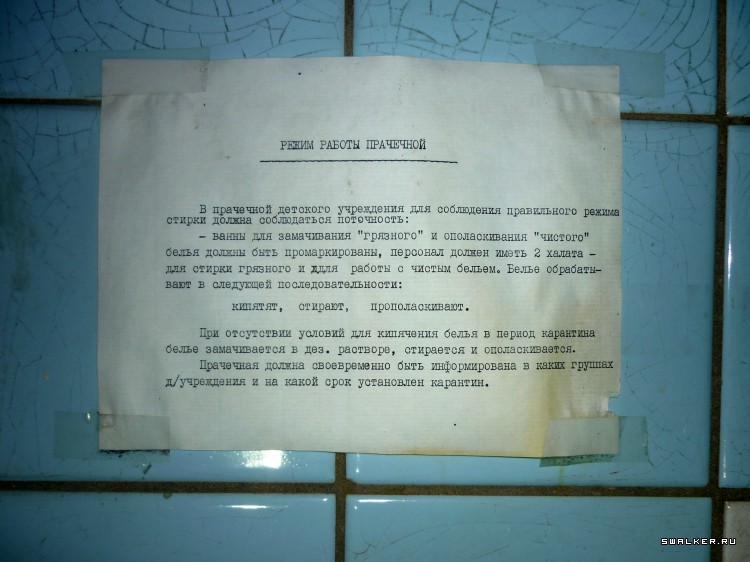 РЕЖИМ РАБОТЫ ПРАЧЕЧНОЙ
В прачечной детского учреждения для соблюдения правильного режима
стирки должна соблюдаться поточность:
- ванны для замачивания "грязного" и ополаскивания "чистого"
белья должны быть промаркированы, персонал должен иметь 2 халата -
для стирки грязного и ддля работы с чистым бельем. Белье обрабаты-
вают в следующей последовательности:
кипятят, стирают, прополаскивают.
При отсутствии условий для кипячения белья в период карантина
белье замачивается в дез. растворе, стирается и ополаскивается.
Прачечная должна своевременно быть информирована в каких группах
д/учреждения и на какой срок установлен карантин.
SWALKER.RU